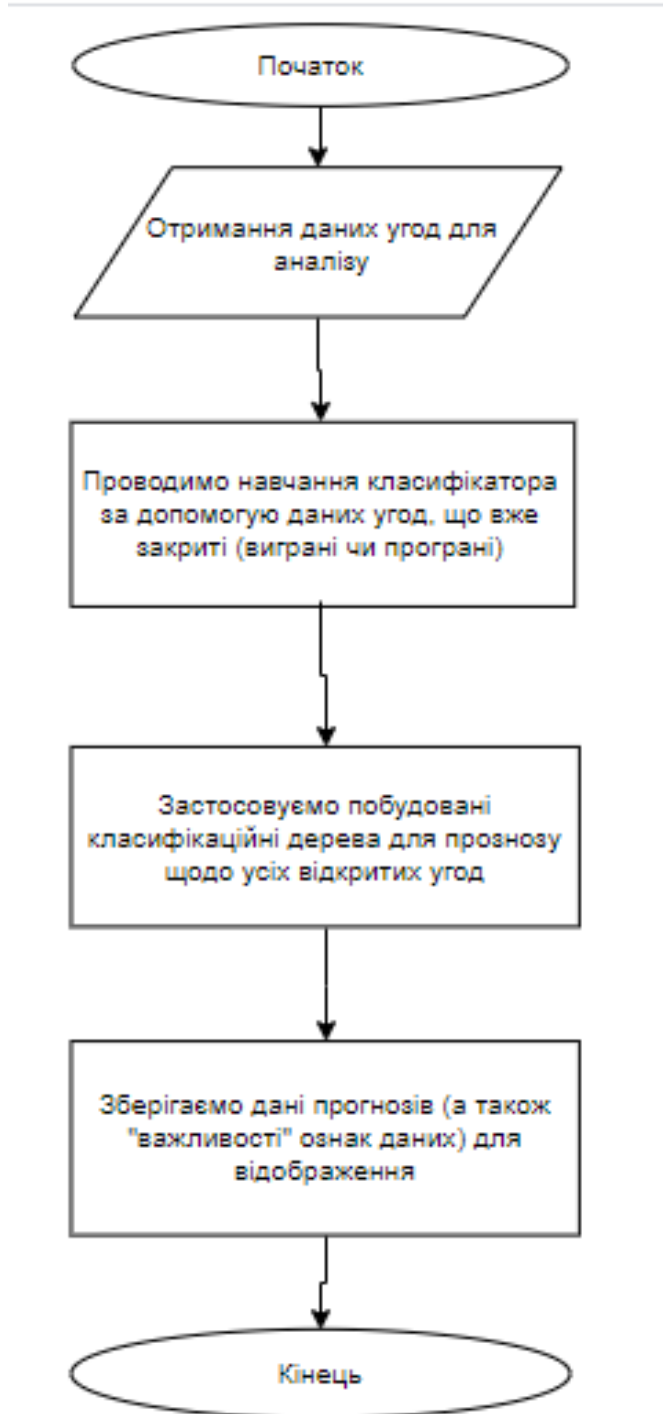 Початок
Отримання даних угод для
аналізу
Проводимо навчання класифікатора
за допомогую даних угод, що вже
закриті (виграні чи програні)
Застосовуємо побудовані
класифікаційні дерева для прознозу
щодо усіх відкритих угод
Зберігаємо дані прогнозів (а також
"важливості" ознак даних) для
відображення
Кінець